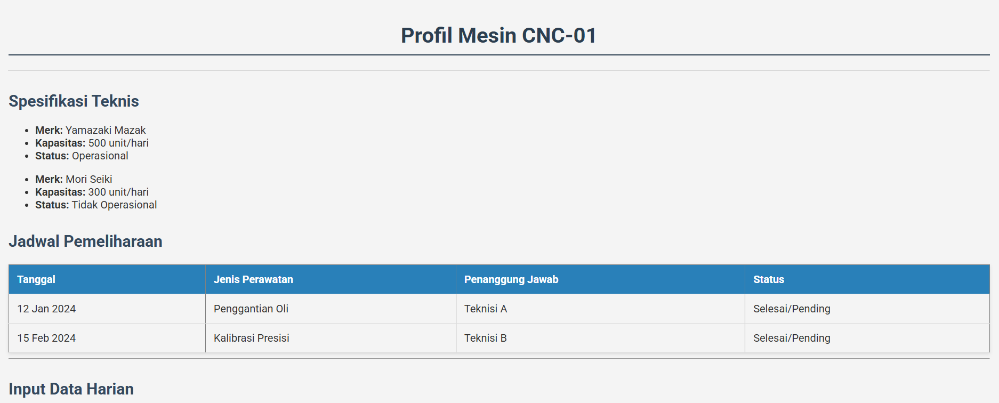 Profil Mesin CNC-01
Spesifikasi Teknis
Merk: Yamazaki Mazak
Kapasitas: 500 unit/hari
Status: Operasional
Merk: Mori Seiki
Kapasitas: 300 unit/hari
Status: Tidak Operasional
Jadwal Pemeliharaan
Tanggal Jenis Perawatan Penanggung Jawab Status
12 Jan 2024 Penggantian Oli Teknisi A Selesai/Pending
15 Feb 2024 Kalibrasi Presisi Teknisi B Selesai/Pending
Input Data Harian